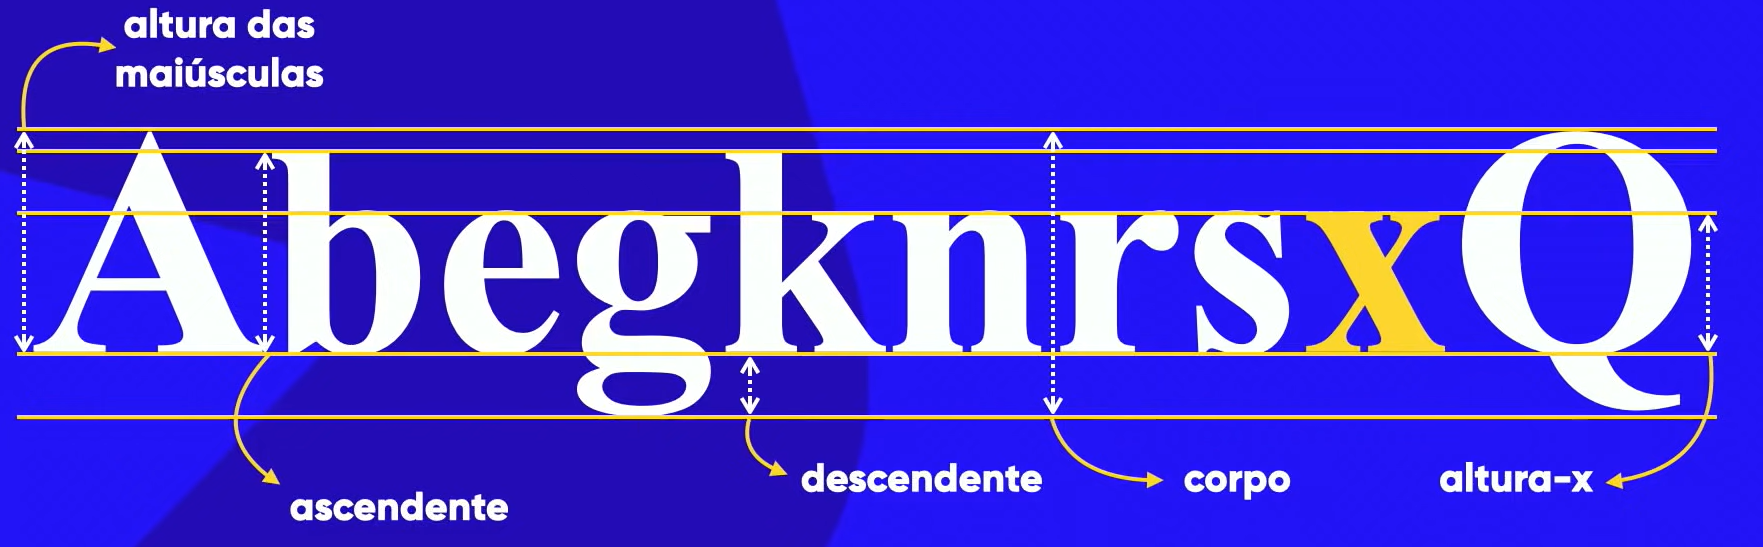 altura das
maiúsculas
AbegknrsxQ
descendente
corpo
altura-x
ascendente